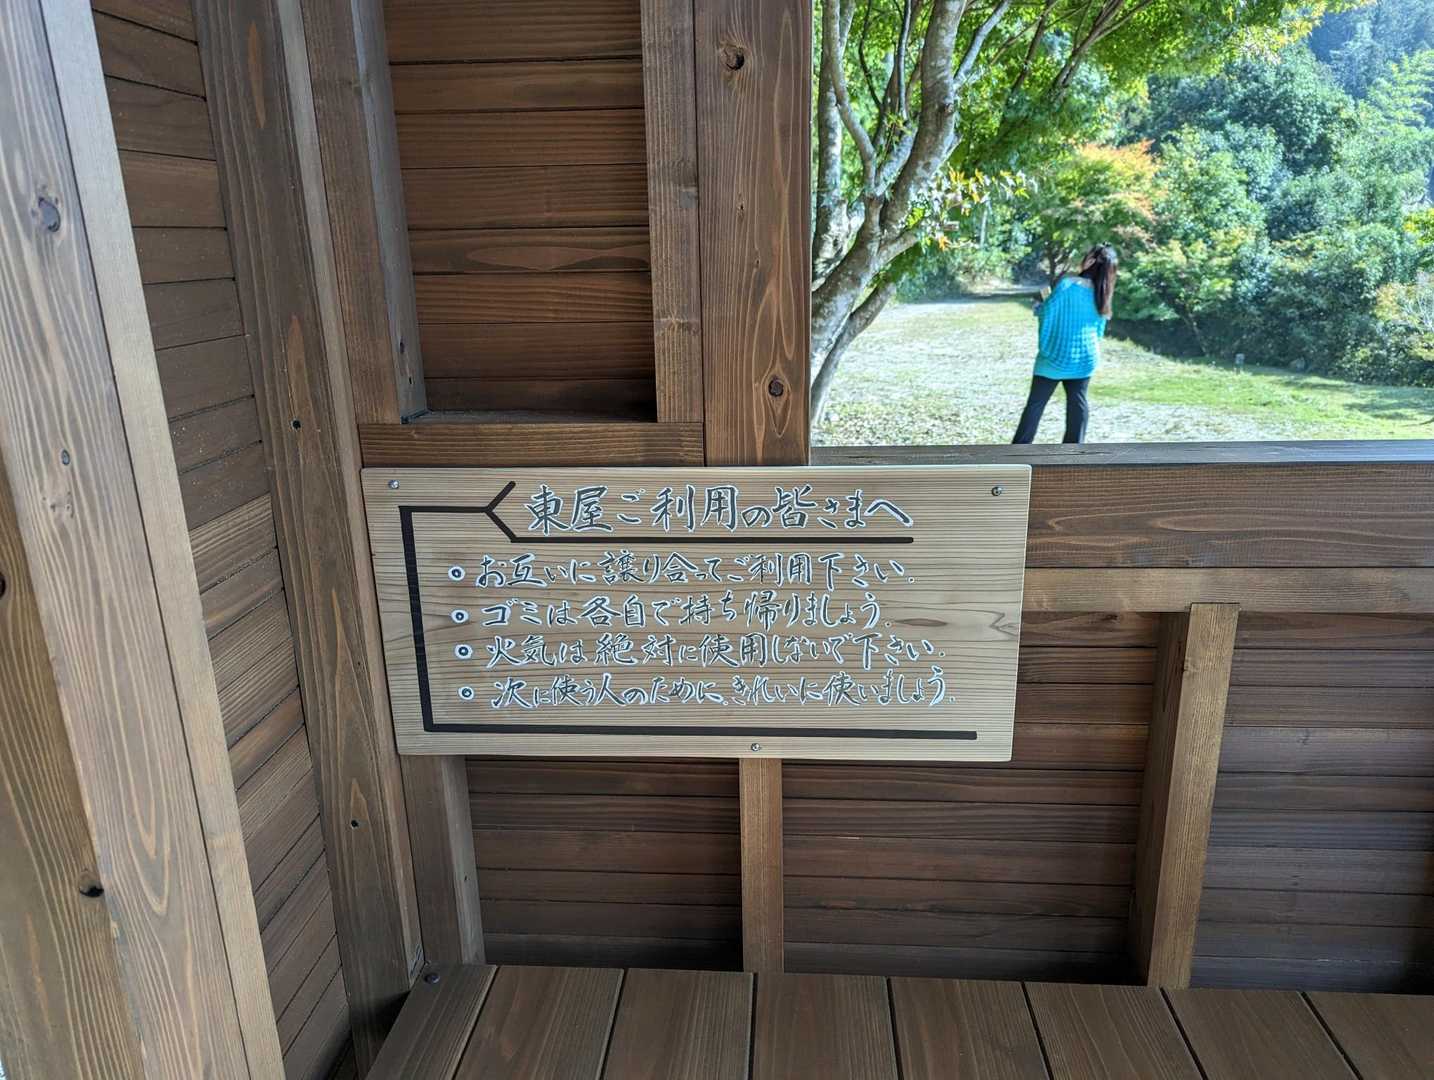 東屋ご利用の皆さまへ
◎お互いに譲り合ってご利用下さい.
◎ゴミは各自で持ち帰りましょう.
◎火気は絶対に使用しないで下さい.
◎次に使う人のために、きれいに使いましょう.